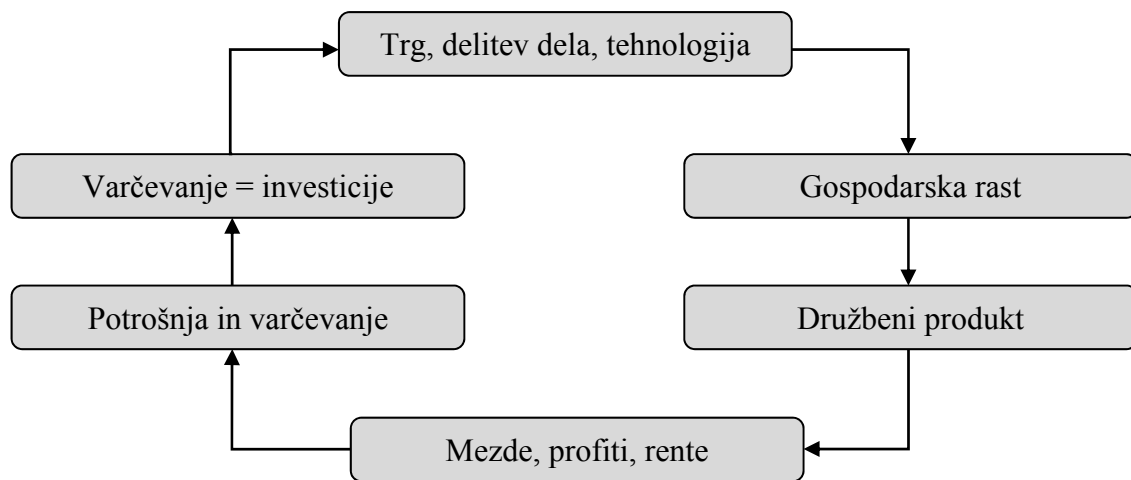 Trg, delitev dela, tehnologija
Varčevanje = investicije
Gospodarska rast
Potrošnja in varčevanje
Družbeni produkt
Mezde, profiti, rente